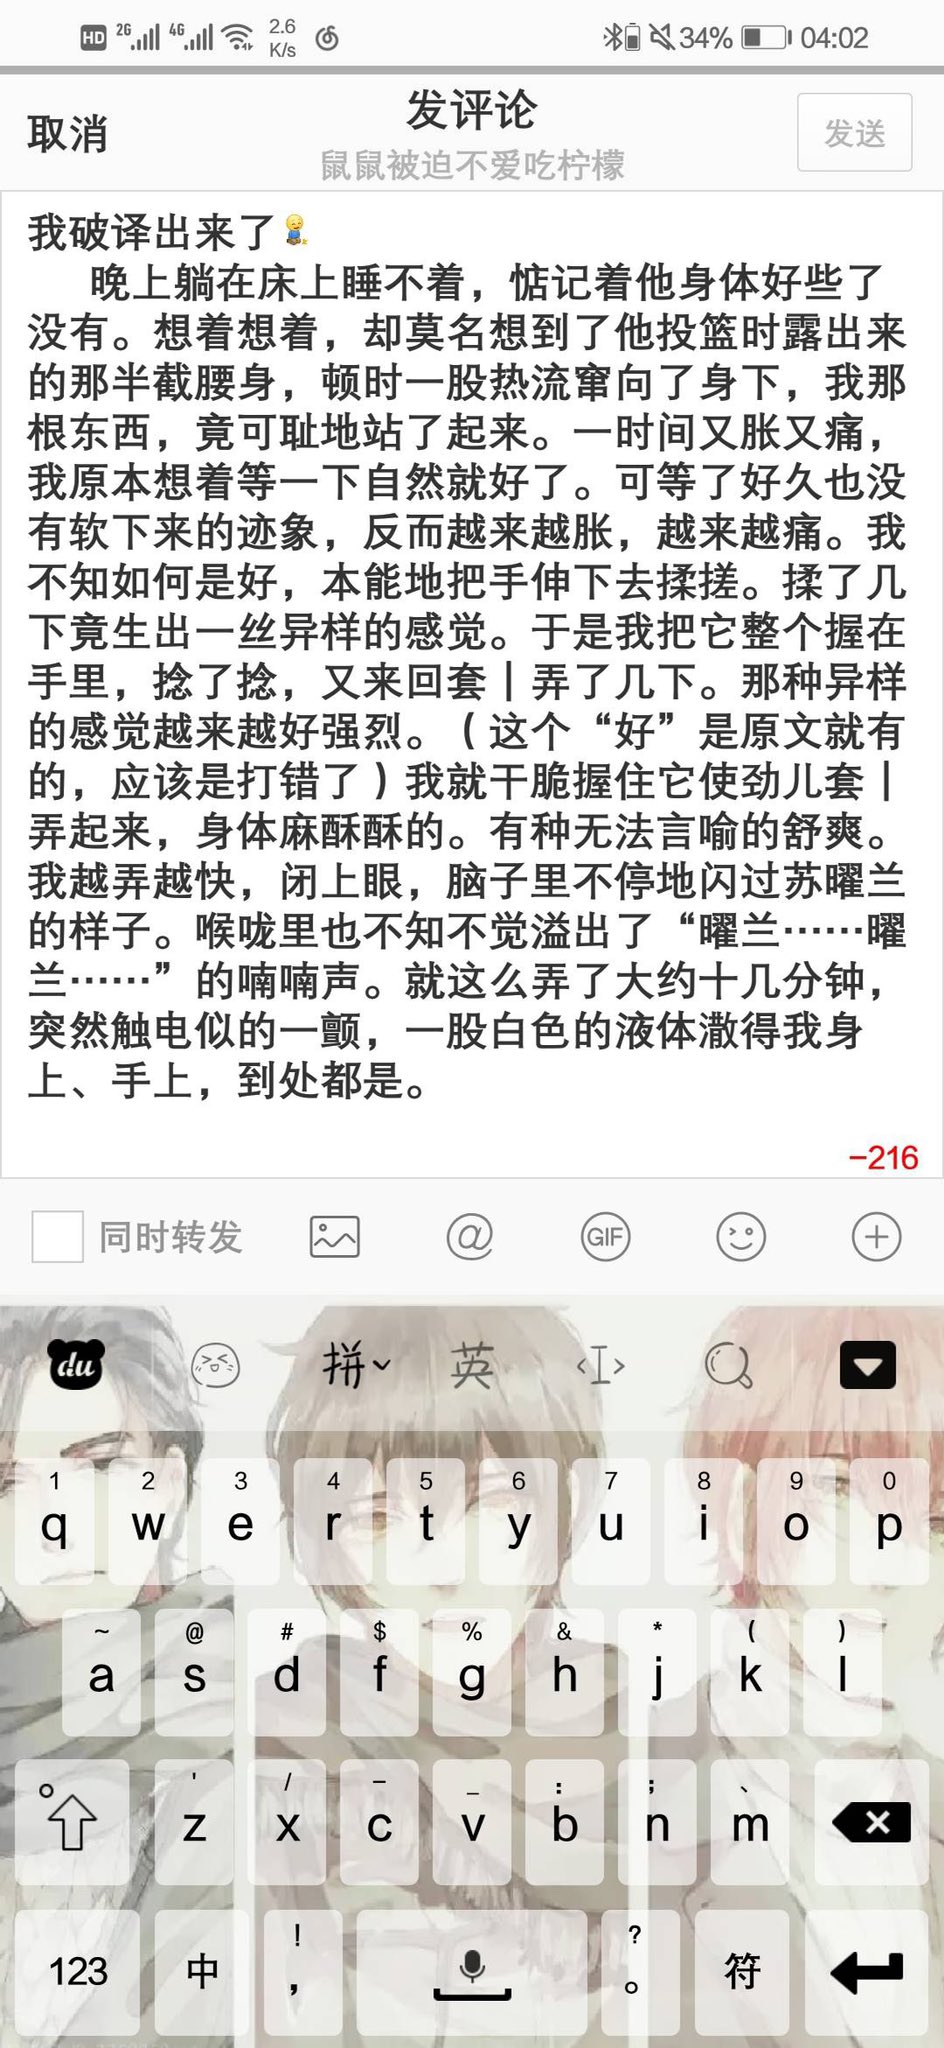 HD 2G 4G 2.6 K/s 34% 04:02
取消 发评论 发送
鼠鼠被迫不爱吃柠檬
我破译出来了
晚上躺在床上睡不着，惦记着他身体好些了
没有。想着想着，却莫名想到了他投篮时露出来
的那半截腰身，顿时一股热流窜向了身下，我那
根东西，竟可耻地站了起来。一时间又胀又痛，
我原本想着等一下自然就好了。可等了好久也没
有软下来的迹象，反而越来越胀，越来越痛。我
不知如何是好，本能地把手伸下去揉搓。揉了几
下竟生出一丝异样的感觉。于是我把它整个握在
手里，捻了捻，又来回套｜弄了几下。那种异样
的感觉越来越好强烈。（这个“好”是原文就有
的，应该是打错了）我就干脆握住它使劲儿套｜
弄起来，身体麻酥酥的。有种无法言喻的舒爽。
我越弄越快，闭上眼，脑子里不停地闪过苏曜兰
的样子。喉咙里也不知不觉溢出了“曜兰……曜
兰……”的喃喃声。就这么弄了大约十几分钟，
突然触电似的一颤，一股白色的液体潵得我身
上、手上，到处都是。
-216
同时转发 @ GIF
du 拼 英
1 2 3 4 5 6 7 8 9 0
q w e r t y u i o p
~ @ # $ % & * ( )
a s d f g h j k l
' / – _ : ; 、
z x c v b n m
! ?
123 中 ， 。 符